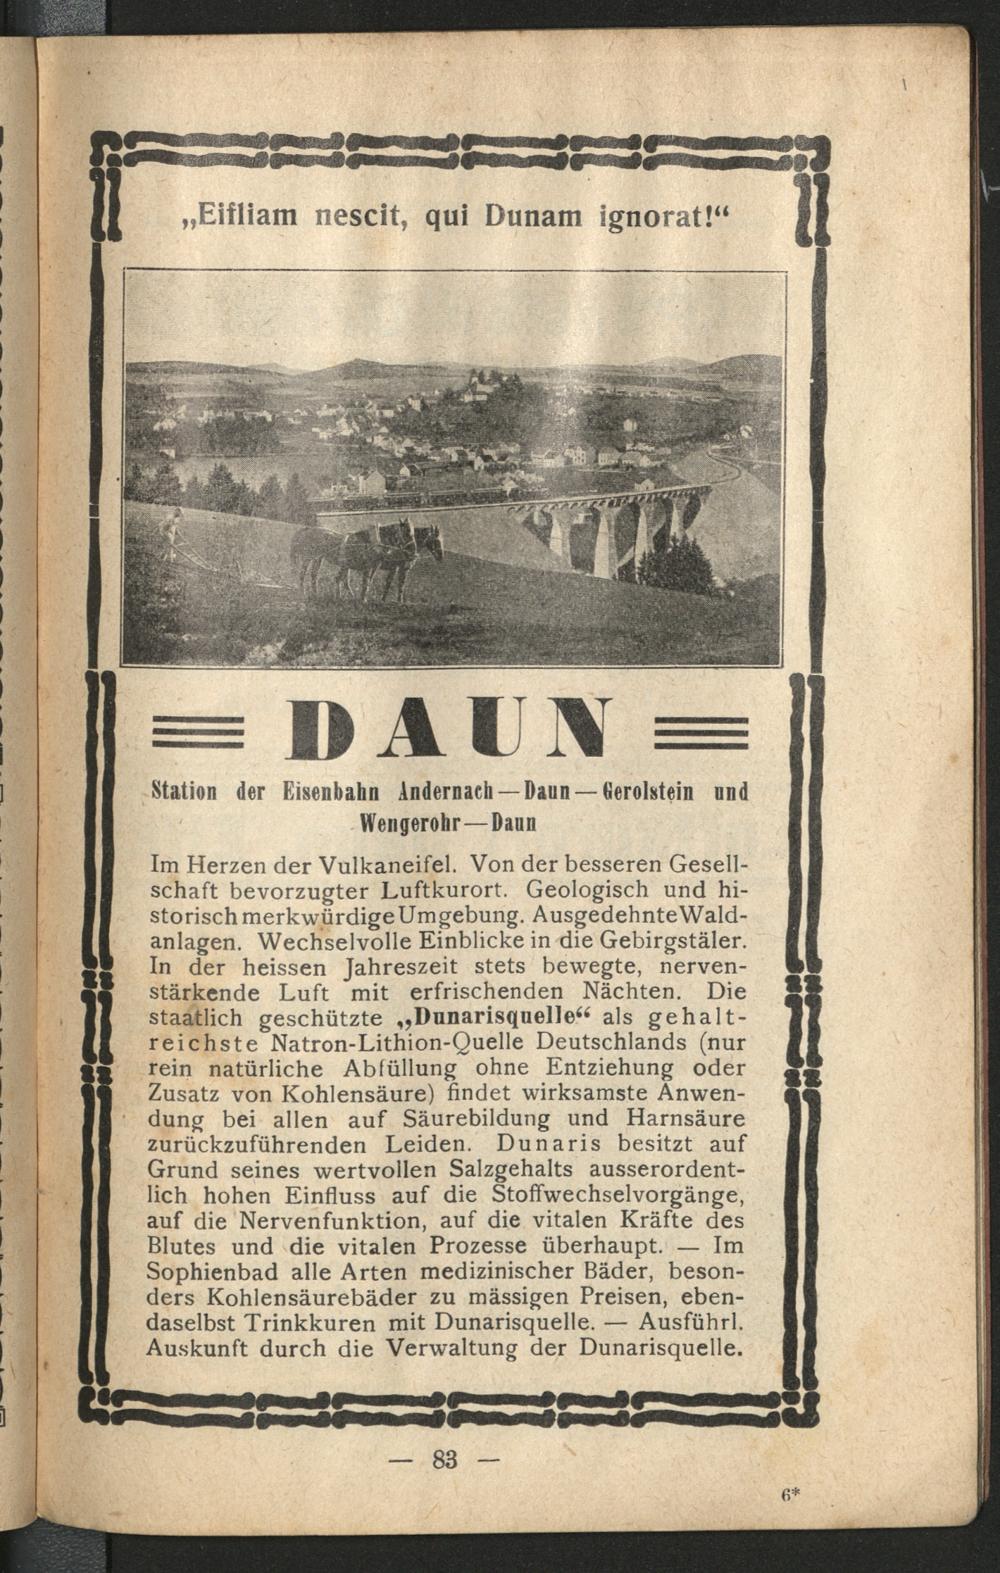 „Eifliam nescit, qui Dunam ignorat!“
DAUN
Station der Eisenbahn Andernach—Daun—Gerolstein und
Wengerohr—Daun
Im Herzen der Vulkaneifel. Von der besseren Gesell-
schaft bevorzugter Luftkurort. Geologisch und hi-
storisch merkwürdige Umgebung. Ausgedehnte Wald-
anlagen. Wechselvolle Einblicke in die Gebirgstäler.
In der heissen Jahreszeit stets bewegte, nerven-
stärkende Luft mit erfrischenden Nächten. Die
staatlich geschützte „Dunarisquelle“ als gehalt-
reichste Natron-Lithion-Quelle Deutschlands (nur
rein natürliche Abfüllung ohne Entziehung oder
Zusatz von Kohlensäure) findet wirksamste Anwen-
dung bei allen auf Säurebildung und Harnsäure
zurückzuführenden Leiden. Dunaris besitzt auf
Grund seines wertvollen Salzgehalts ausserordent-
lich hohen Einfluss auf die Stoffwechselvorgänge,
auf die Nervenfunktion, auf die vitalen Kräfte des
Blutes und die vitalen Prozesse überhaupt. — Im
Sophienbad alle Arten medizinischer Bäder, beson-
ders Kohlensäurebäder zu mässigen Preisen, eben-
daselbst Trinkkuren mit Dunarisquelle. — Ausführl.
Auskunft durch die Verwaltung der Dunarisquelle.
— 83 —
6*